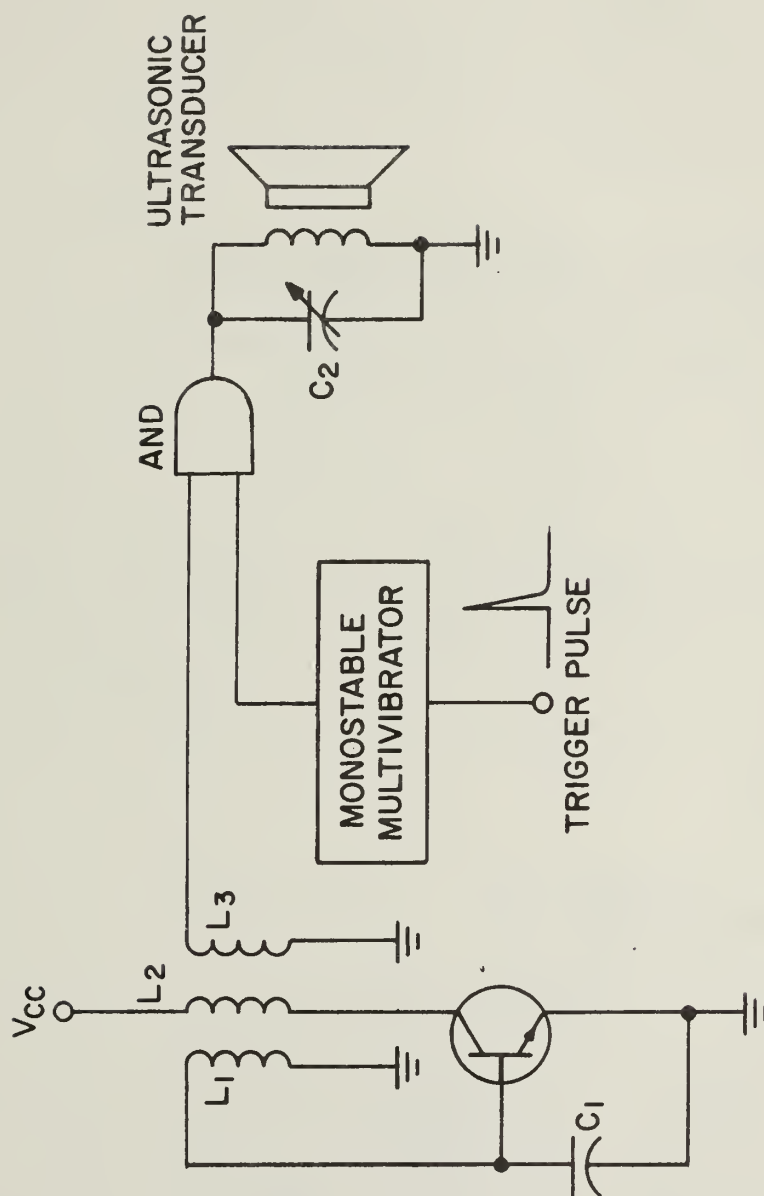 ULTRASONIC
TRANSDUCER
AND
C2
MONOSTABLE
MULTIVIBRATOR
TRIGGER PULSE
L3
L2
VCC
L1
C1